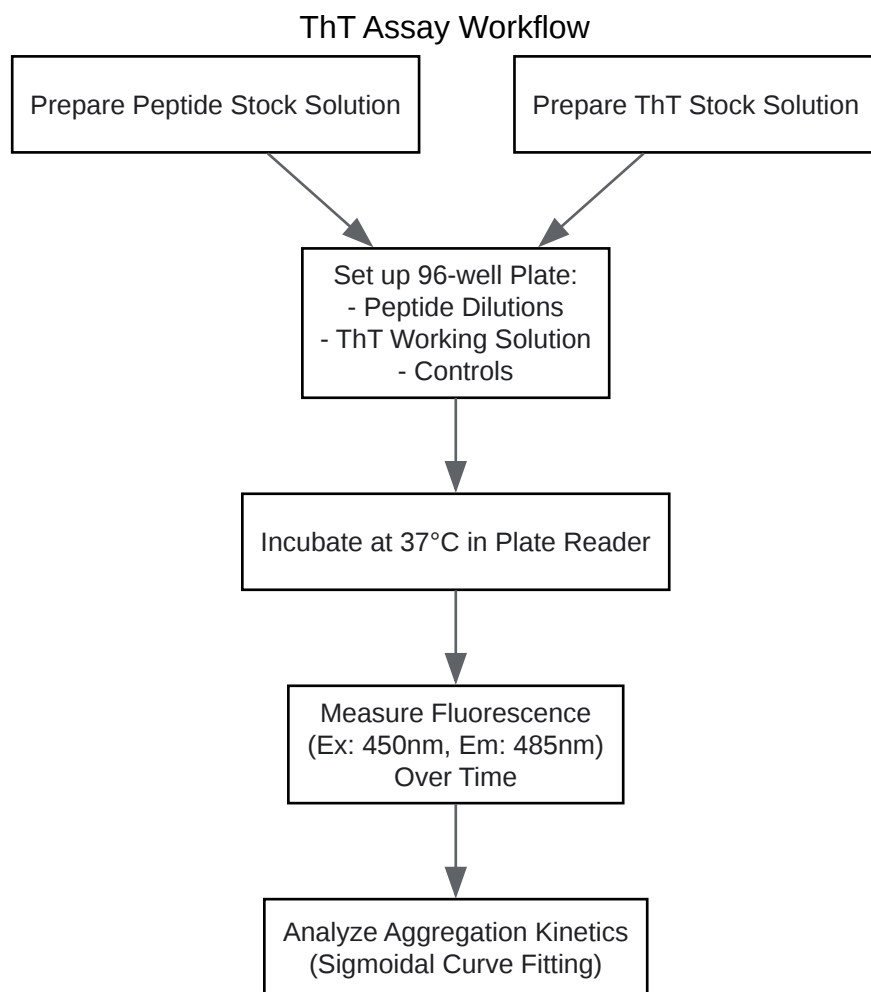 ThT Assay Workflow
Prepare Peptide Stock Solution
Prepare ThT Stock Solution
Set up 96-well Plate:
- Peptide Dilutions
- ThT Working Solution
- Controls
Incubate at 37°C in Plate Reader
Measure Fluorescence
(Ex: 450nm, Em: 485nm)
Over Time
Analyze Aggregation Kinetics
(Sigmoidal Curve Fitting)